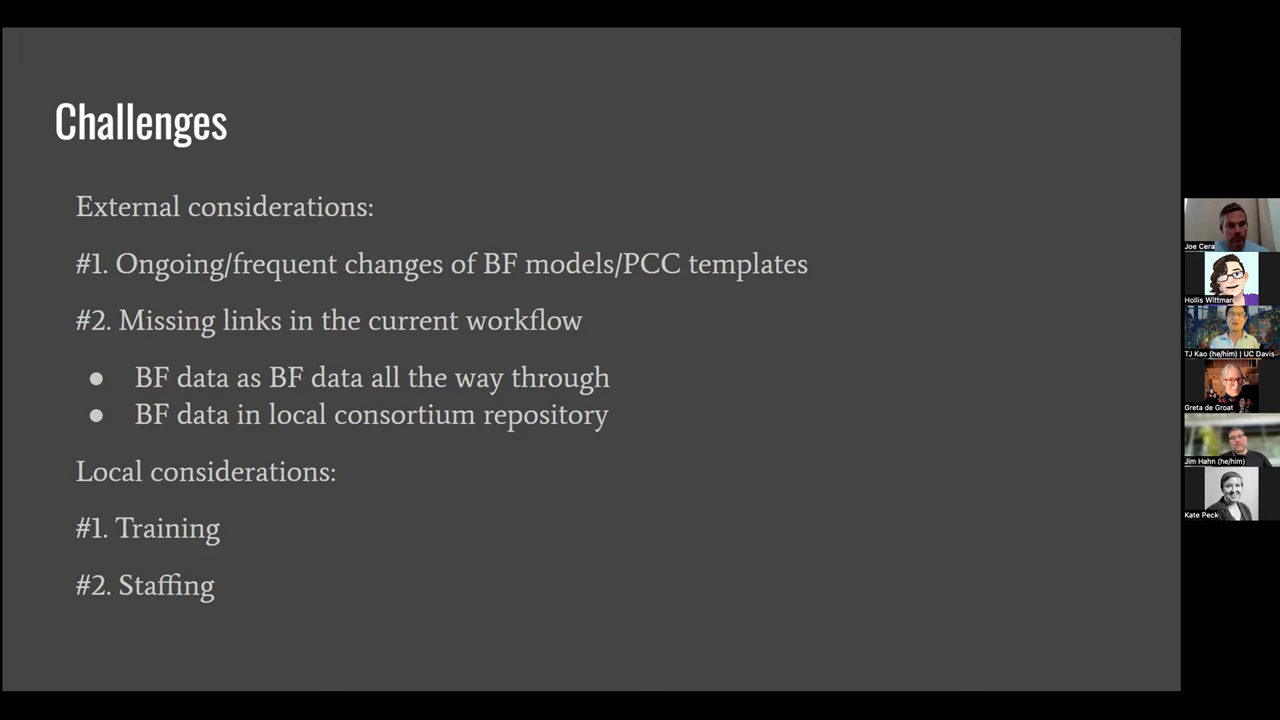 Challenges
External considerations:
#1. Ongoing/frequent changes of BF models/PCC templates
#2. Missing links in the current workflow
● BF data as BF data all the way through
● BF data in local consortium repository
Local considerations:
#1. Training
#2. Staffing
Joe Cera
Hollis Wittman
TJ Kao (he/him) | UC Davis
Greta de Groat
Jim Hahn (he/him)
Kate Peck